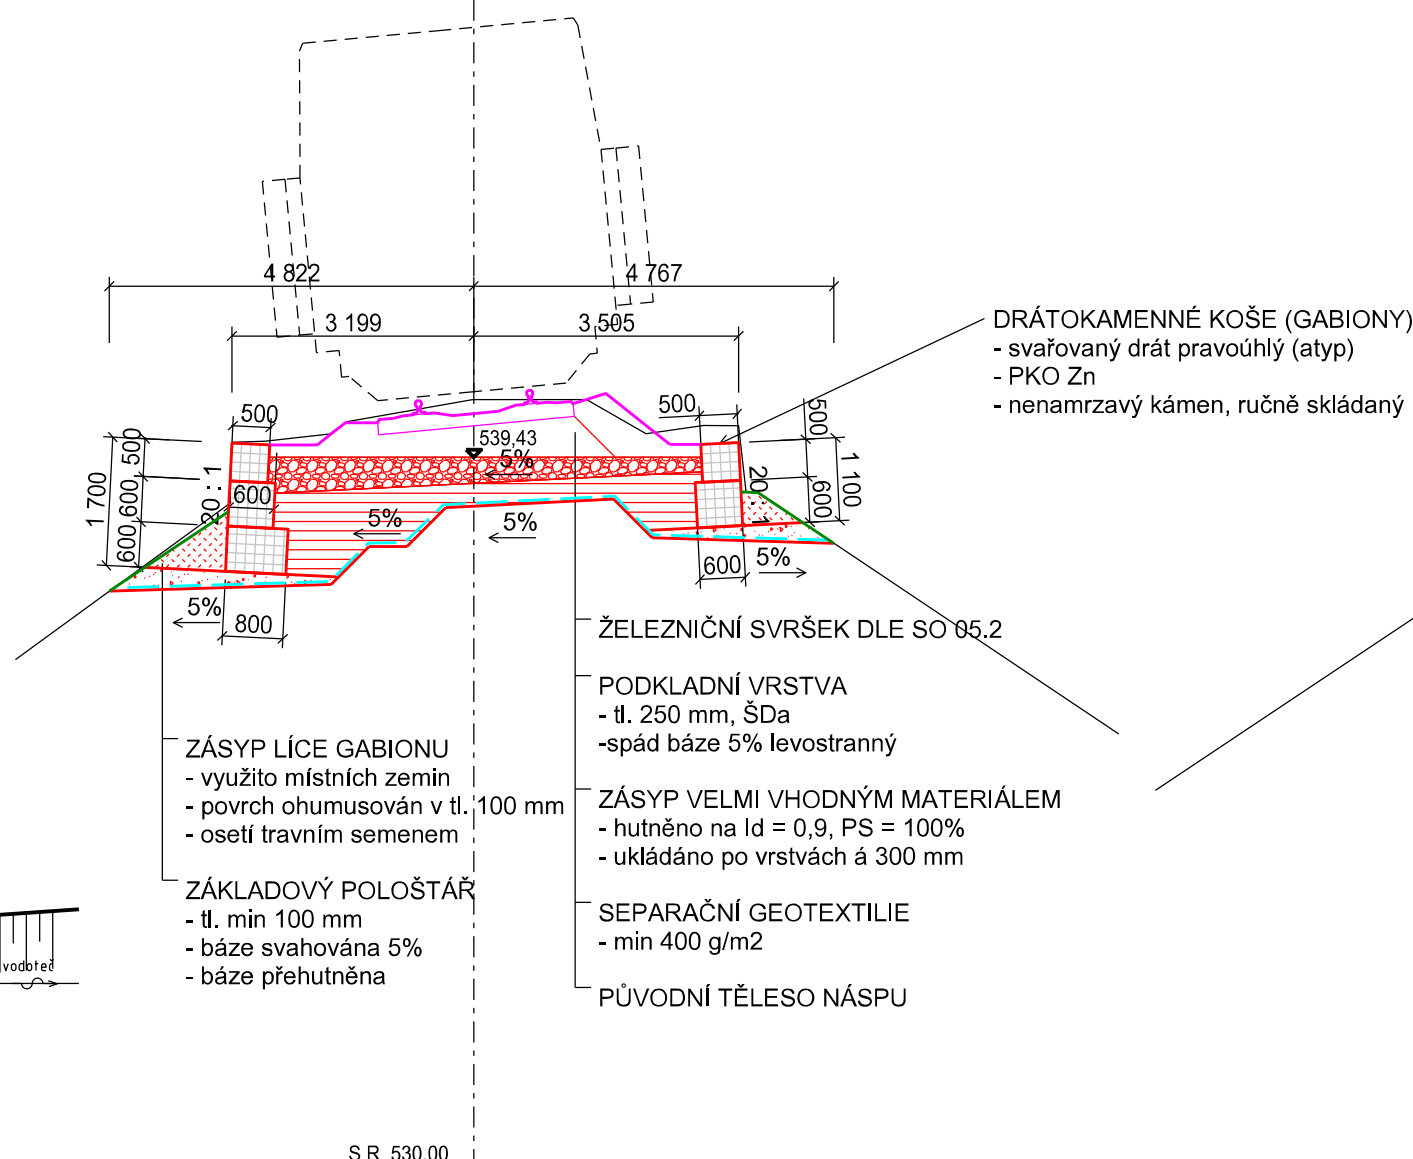 4 822
4 767
3 199
3 505
DRÁTOKAMENNÉ KOŠE (GABIONY)
- svařovaný drát pravoúhlý (atyp)
- PKO Zn
- nenamrzavý kámen, ručně skládaný
500
500
500
500
539,43
5%
1 700
600
600
20 : 1
600
5%
5%
20 : 1
600
1 100
600
5%
5%
800
ŽELEZNIČNÍ SVRŠEK DLE SO 05.2
PODKLADNÍ VRSTVA
- tl. 250 mm, ŠDa
-spád báze 5% levostranný
ZÁSYP VELMI VHODNÝM MATERIÁLEM
- hutněno na Id = 0,9, PS = 100%
- ukládáno po vrstvách á 300 mm
SEPARAČNÍ GEOTEXTILIE
- min 400 g/m2
PŮVODNÍ TĚLESO NÁSPU
ZÁSYP LÍCE GABIONU
- využito místních zemin
- povrch ohumusován v tl. 100 mm
- osetí travním semenem
ZÁKLADOVÝ POLOŠTÁŘ
- tl. min 100 mm
- báze svahována 5%
- báze přehutněna
vodoteč
S.R. 530,00